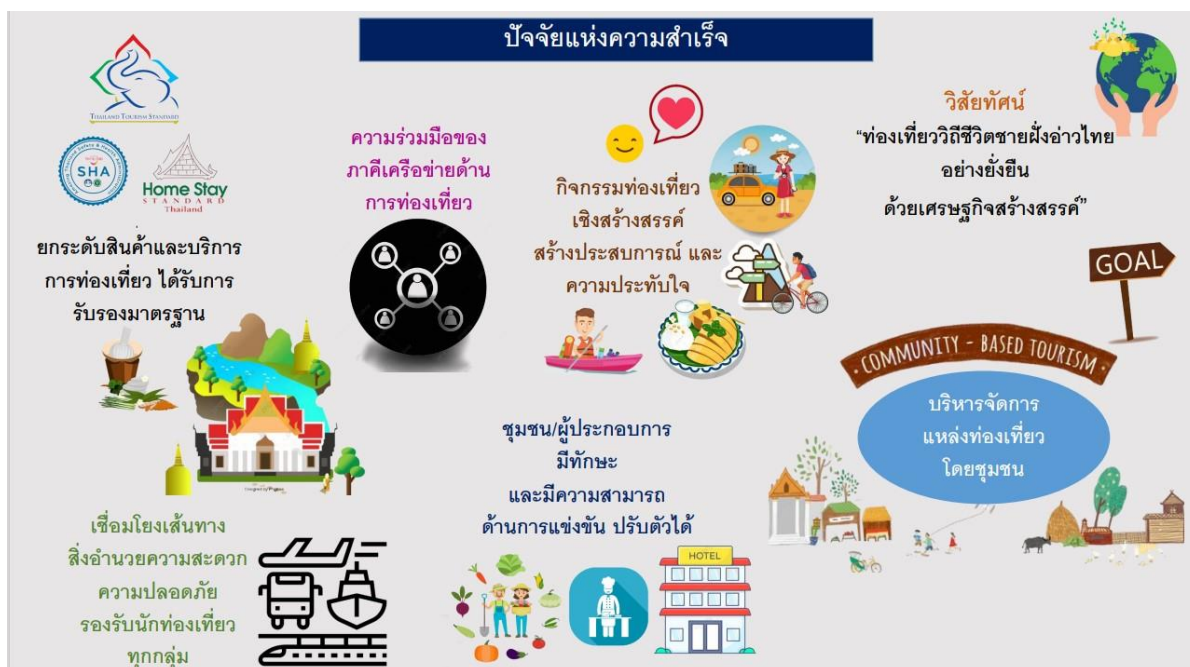 ปัจจัยแห่งความสำเร็จ
THAILAND TOURISM STANDARD
SHA
Home Stay
STANDARD
Thailand
ยกระดับสินค้าและบริการ
การท่องเที่ยว ได้รับการ
รับรองมาตรฐาน
ความร่วมมือของ
ภาคีเครือข่ายด้าน
การท่องเที่ยว
กิจกรรมท่องเที่ยว
เชิงสร้างสรรค์
สร้างประสบการณ์ และ
ความประทับใจ
วิสัยทัศน์
“ท่องเที่ยววิถีชีวิตชายฝั่งอ่าวไทย
อย่างยั่งยืน
ด้วยเศรษฐกิจสร้างสรรค์”
GOAL
COMMUNITY - BASED TOURISM
บริหารจัดการ
แหล่งท่องเที่ยว
โดยชุมชน
ชุมชน/ผู้ประกอบการ
มีทักษะ
และมีความสามารถ
ด้านการแข่งขัน ปรับตัวได้
HOTEL
เชื่อมโยงเส้นทาง
สิ่งอำนวยความสะดวก
ความปลอดภัย
รองรับนักท่องเที่ยว
ทุกกลุ่ม